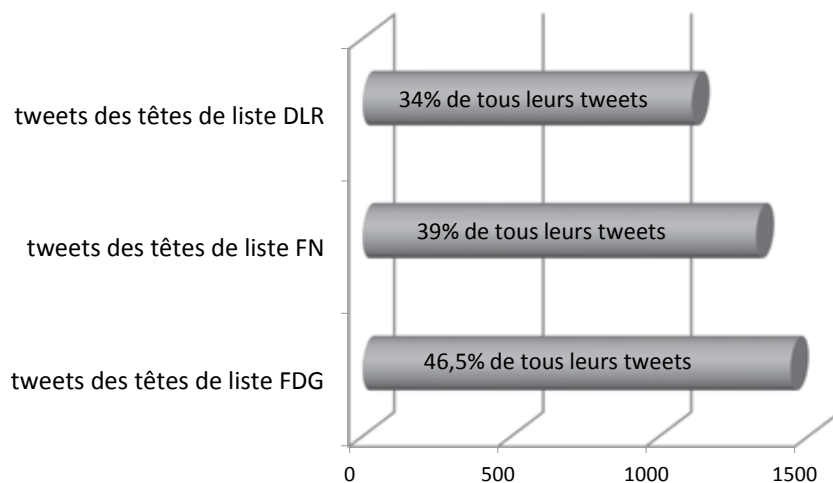 tweets des têtes de liste DLR
34% de tous leurs tweets
tweets des têtes de liste FN
39% de tous leurs tweets
tweets des têtes de liste FDG
46,5% de tous leurs tweets
0 500 1000 1500